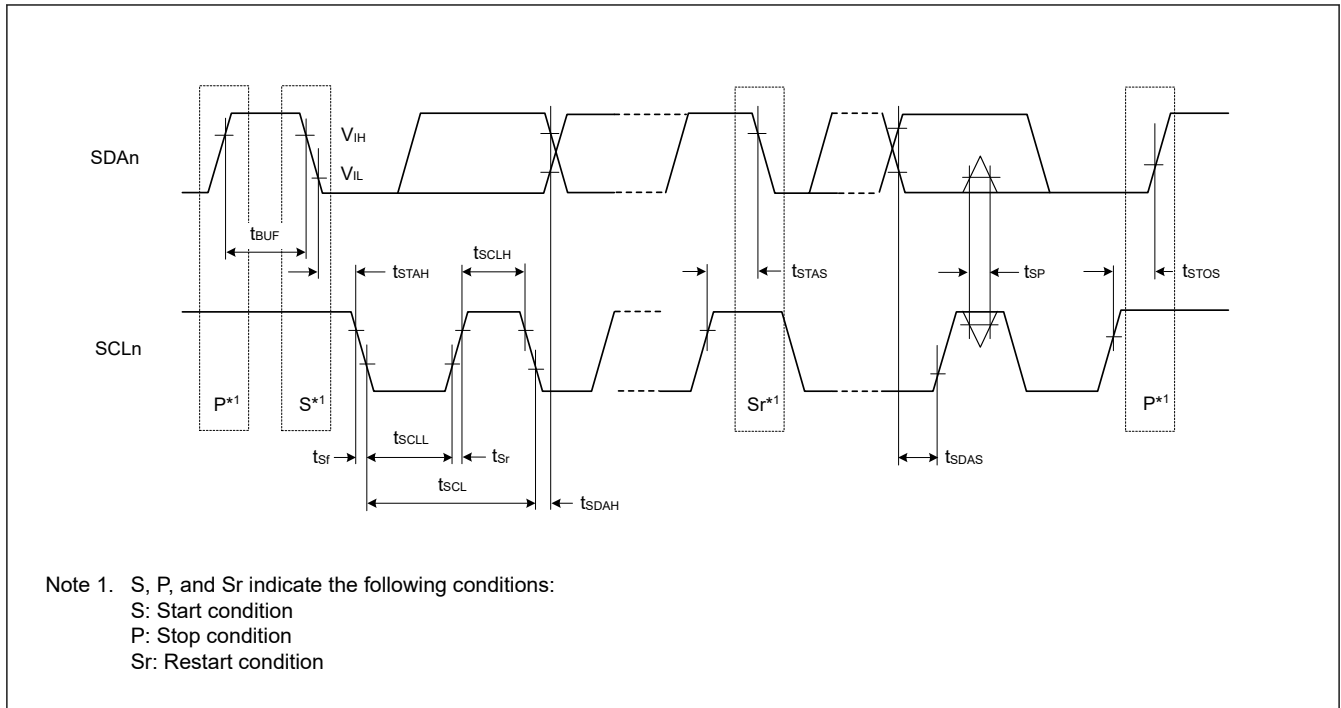 SDAn
VIH
VIL
tBUF
tSTAH
tSCLH
tSTAS
tSP
tSTOS
SCLn
P*1
S*1
Sr*1
P*1
tSf
tSCLL
tSr
tSDAS
tSCL
tSDAH
Note 1. S, P, and Sr indicate the following conditions:
S: Start condition
P: Stop condition
Sr: Restart condition